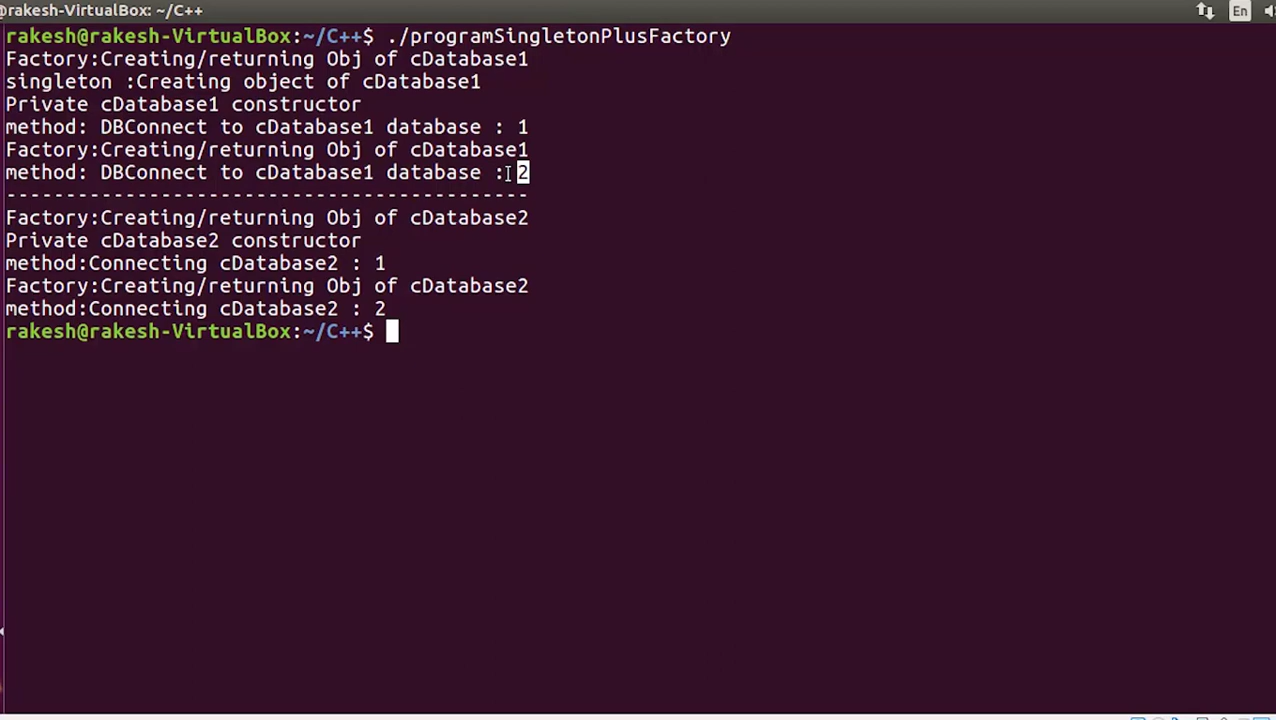 @rakesh-VirtualBox: ~/C++
En
rakesh@rakesh-VirtualBox:~/C++$ ./programSingletonPlusFactory
Factory:Creating/returning Obj of cDatabase1
singleton :Creating object of cDatabase1
Private cDatabase1 constructor
method: DBConnect to cDatabase1 database : 1
Factory:Creating/returning Obj of cDatabase1
method: DBConnect to cDatabase1 database : 2
---------------------------------------------
Factory:Creating/returning Obj of cDatabase2
Private cDatabase2 constructor
method:Connecting cDatabase2 : 1
Factory:Creating/returning Obj of cDatabase2
method:Connecting cDatabase2 : 2
rakesh@rakesh-VirtualBox:~/C++$